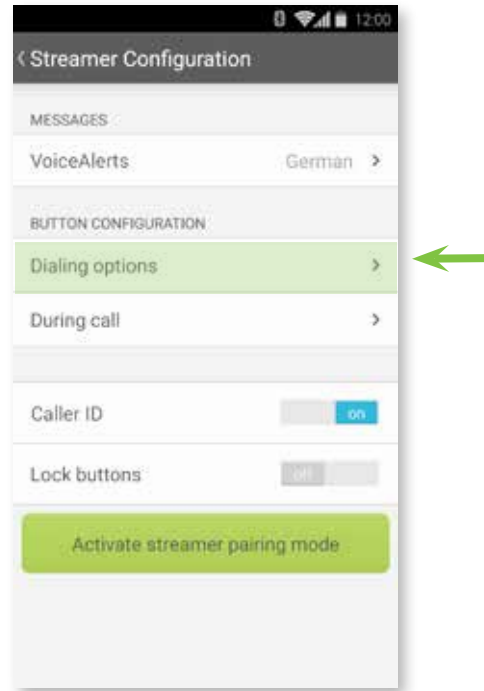 12:00
Streamer Configuration
MESSAGES
VoiceAlerts German
BUTTON CONFIGURATION
Dialing options
During call
Caller ID on
Lock buttons off
Activate streamer pairing mode